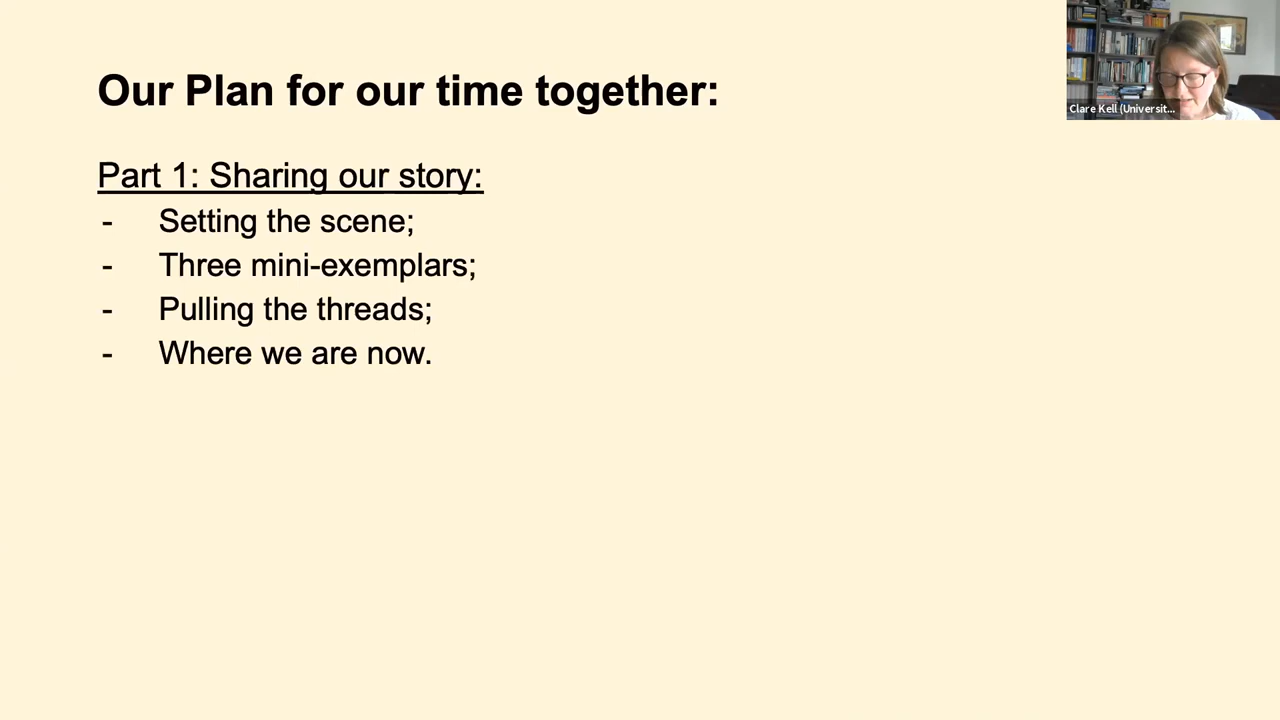 Our Plan for our time together:
Part 1: Sharing our story:
- Setting the scene;
- Three mini-exemplars;
- Pulling the threads;
- Where we are now.
Clare Kell (Universit...